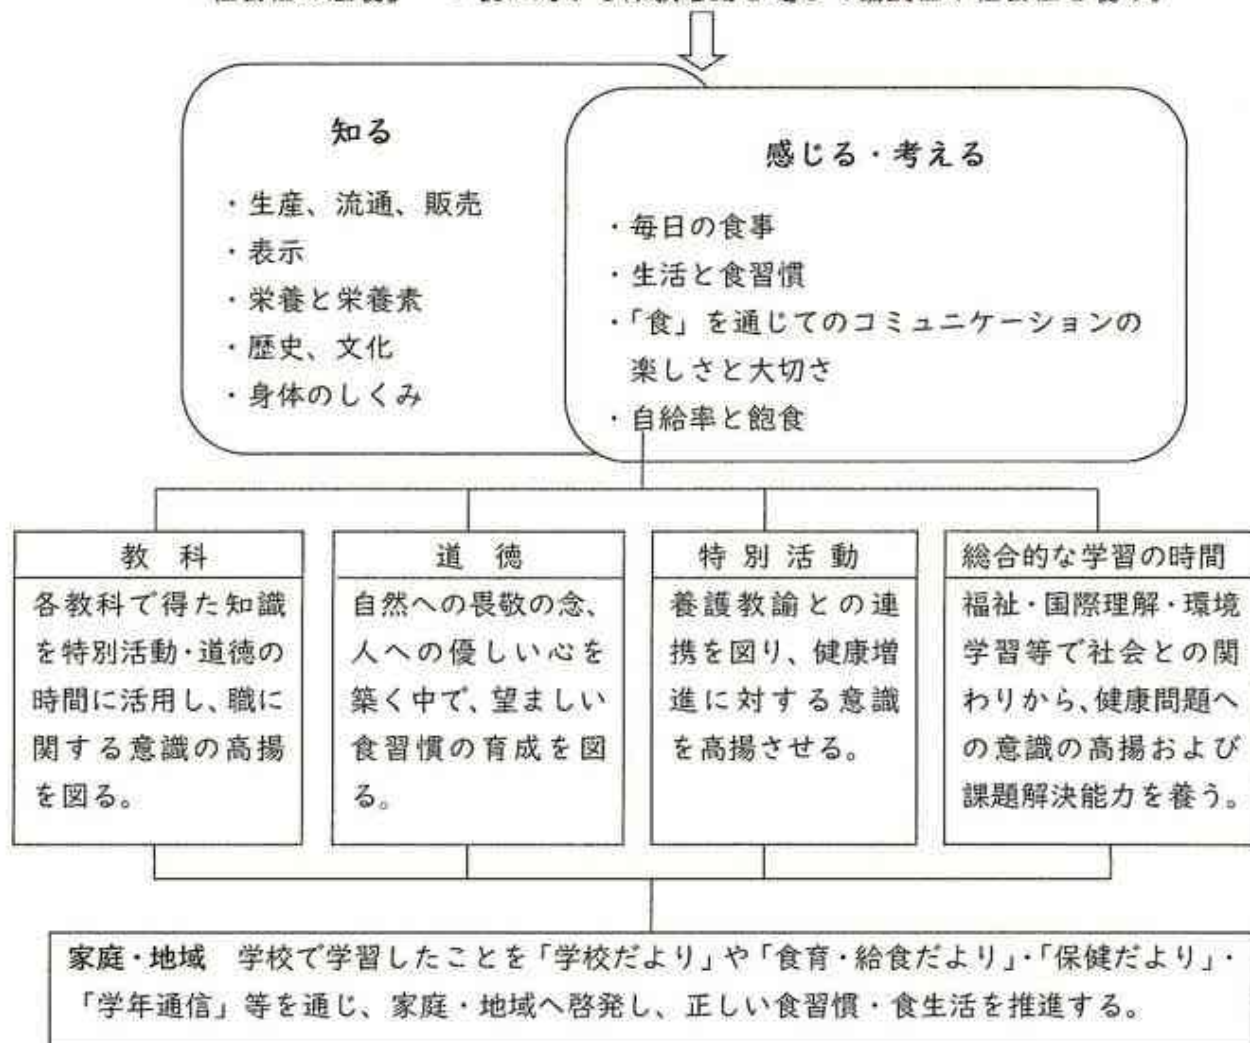 知る
・生産、流通、販売
・表示
・栄養と栄養素
・歴史、文化
・身体のしくみ
感じる・考える
・毎日の食事
・生活と食習慣
・「食」を通じてのコミュニケーションの
楽しさと大切さ
・自給率と飽食
教 科
各教科で得た知識
を特別活動・道徳の
時間に活用し、職に
関する意識の高揚
を図る。
道 徳
自然への畏敬の念、
人への優しい心を
築く中で、望ましい
食習慣の育成を図
る。
特 別 活 動
養護教諭との連
携を図り、健康増
進に対する意識
を高揚させる。
総合的な学習の時間
福祉・国際理解・環境
学習等で社会との関
わりから、健康問題へ
の意識の高揚および
課題解決能力を養う。
家庭・地域 学校で学習したことを「学校だより」や「食育・給食だより」・「保健だより」・
「学年通信」等を通じ、家庭・地域へ啓発し、正しい食習慣・食生活を推進する。